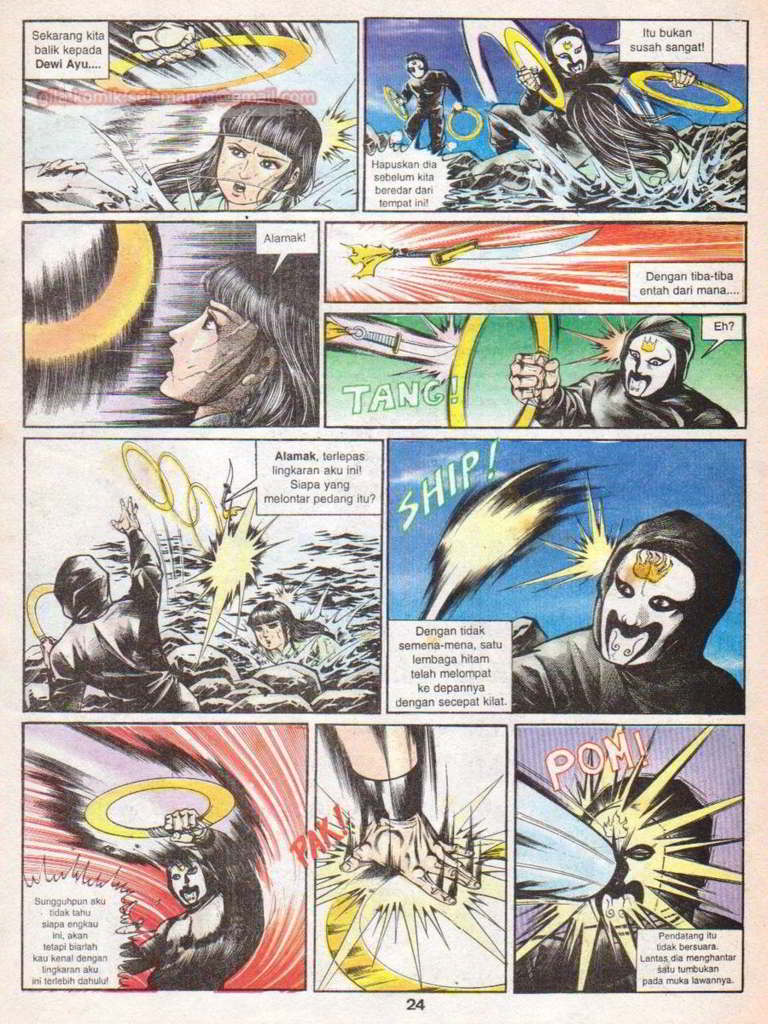 Sekarang kita
balik kepada
Dewi Ayu....
Itu bukan
susah sangat!
Hapuskan dia
sebelum kita
beredar dari
tempat ini!
Alamak!
Dengan tiba-tiba
entah dari mana....
Eh?
TANG!
Alamak, terlepas
lingkaran aku ini!
Siapa yang
melontar pedang itu?
SHIP!
Dengan tidak
semena-mena, satu
lembaga hitam
telah melompat
ke depannya
dengan secepat kilat.
Sungguhpun aku
tidak tahu
siapa engkau
ini, akan
tetapi biarlah
kau kenal dengan
lingkaran aku
ini terlebih dahulu!
PAK!
POM!
Pendatang itu
tidak bersuara.
Lantas dia menghantar
satu tumbukan
pada muka lawannya.
24